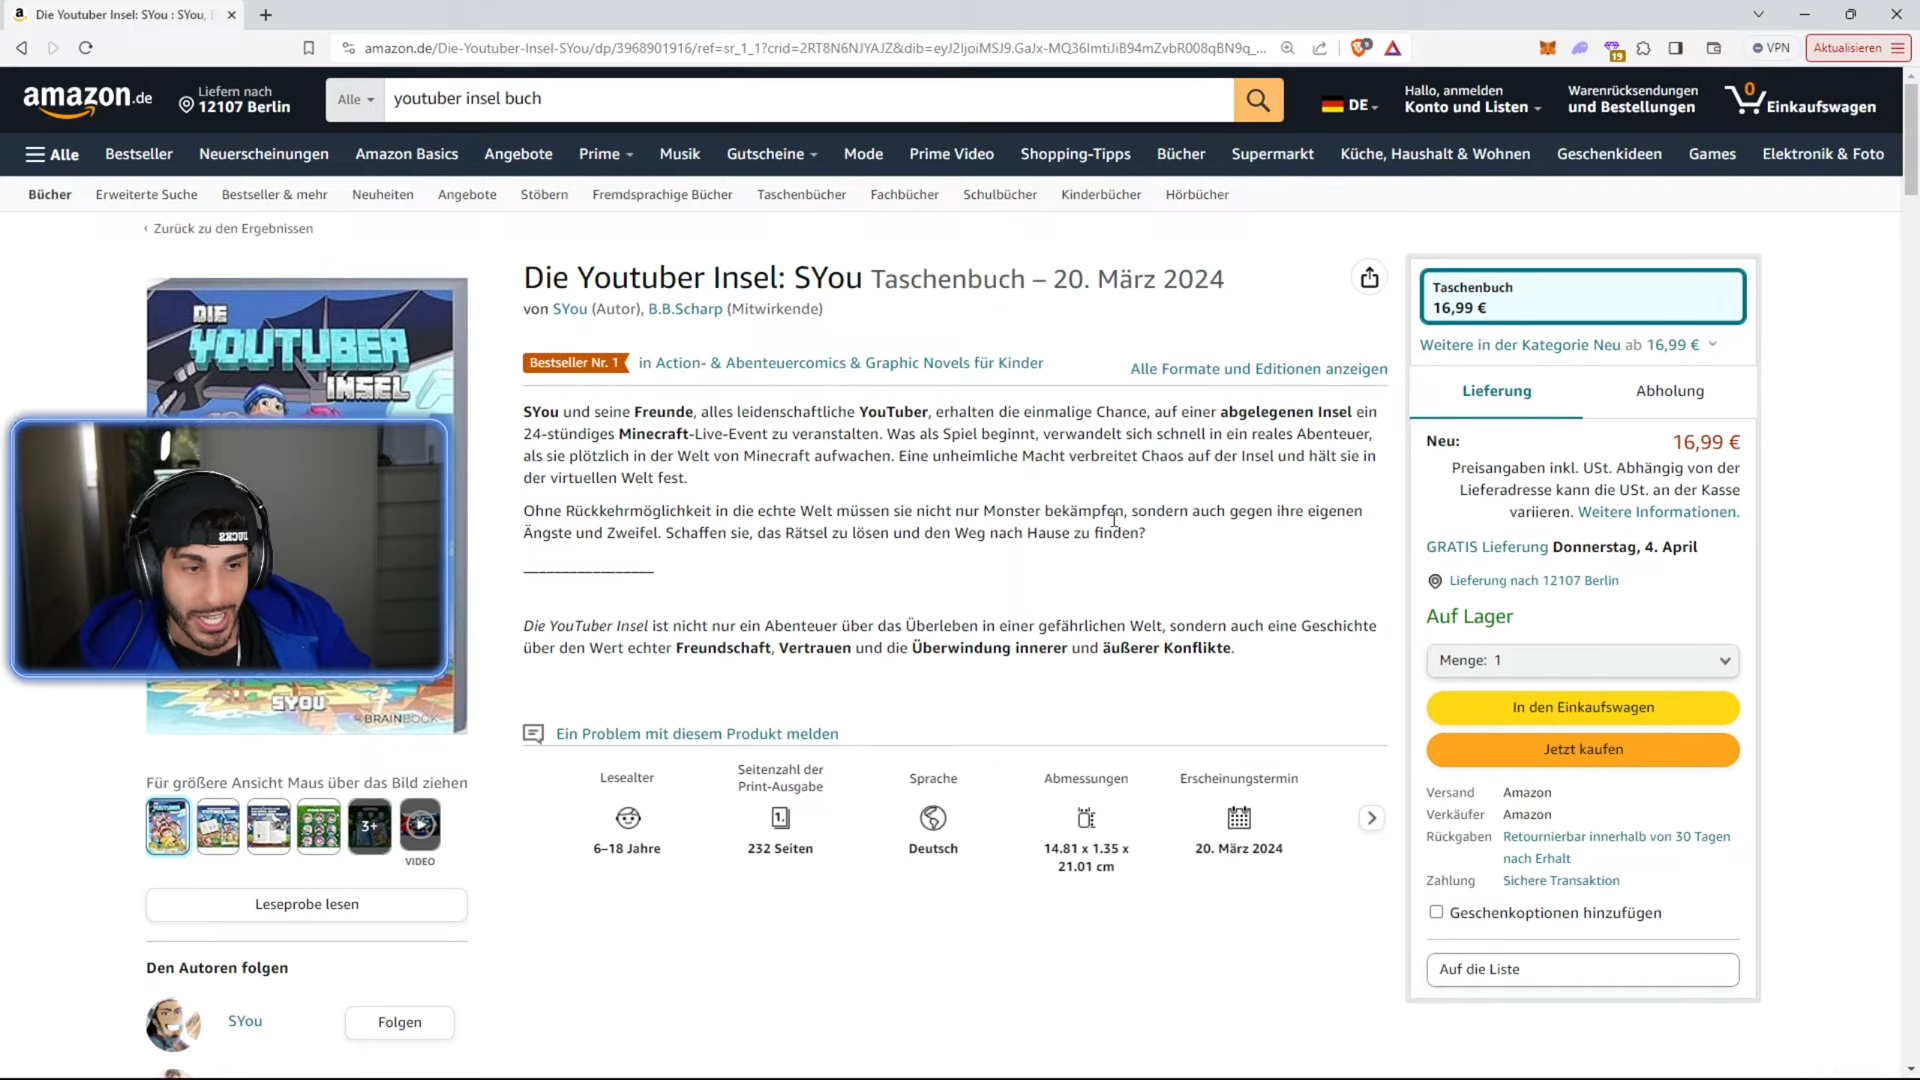 Die Youtuber Insel: SYou : SYou,
amazon.de/Die-Youtuber-Insel-SYou/dp/3968901916/ref=sr_1_1?crid=2RT8N6NJYAJZ&dib=eyJ2IjoiMSJ9.GaJx-MQ36ImtiJiB94mZvbR008qBN9q_...
9
19
VPN
Aktualisieren
amazon.de
Liefern nach
12107 Berlin
Alle
youtuber insel buch
DE
Hallo, anmelden
Konto und Listen
Warenrücksendungen
und Bestellungen
0
Einkaufswagen
Alle
Bestseller
Neuerscheinungen
Amazon Basics
Angebote
Prime
Musik
Gutscheine
Mode
Prime Video
Shopping-Tipps
Bücher
Supermarkt
Küche, Haushalt & Wohnen
Geschenkideen
Games
Elektronik & Foto
Bücher
Erweiterte Suche
Bestseller & mehr
Neuheiten
Angebote
Stöbern
Fremdsprachige Bücher
Taschenbücher
Fachbücher
Schulbücher
Kinderbücher
Hörbücher
‹ Zurück zu den Ergebnissen
DIE
YOUTUBER
INSEL
DUCKS
SYOU
BRAINBOOK
Für größere Ansicht Maus über das Bild ziehen
3+
VIDEO
Leseprobe lesen
Den Autoren folgen
SYou
Folgen
Die Youtuber Insel: SYou Taschenbuch – 20. März 2024
von SYou (Autor), B.B.Scharp (Mitwirkende)
Bestseller Nr. 1 in Action- & Abenteuercomics & Graphic Novels für Kinder
Alle Formate und Editionen anzeigen
SYou und seine Freunde, alles leidenschaftliche YouTuber, erhalten die einmalige Chance, auf einer abgelegenen Insel ein
24-stündiges Minecraft-Live-Event zu veranstalten. Was als Spiel beginnt, verwandelt sich schnell in ein reales Abenteuer,
als sie plötzlich in der Welt von Minecraft aufwachen. Eine unheimliche Macht verbreitet Chaos auf der Insel und hält sie in
der virtuellen Welt fest.
Ohne Rückkehrmöglichkeit in die echte Welt müssen sie nicht nur Monster bekämpfen, sondern auch gegen ihre eigenen
Ängste und Zweifel. Schaffen sie, das Rätsel zu lösen und den Weg nach Hause zu finden?
_________________
Die YouTuber Insel ist nicht nur ein Abenteuer über das Überleben in einer gefährlichen Welt, sondern auch eine Geschichte
über den Wert echter Freundschaft, Vertrauen und die Überwindung innerer und äußerer Konflikte.
Ein Problem mit diesem Produkt melden
Lesealter
6–18 Jahre
Seitenzahl der
Print-Ausgabe
1.
232 Seiten
Sprache
Deutsch
Abmessungen
14.81 x 1.35 x
21.01 cm
Erscheinungstermin
20. März 2024
Taschenbuch
16,99 €
Weitere in der Kategorie Neu ab 16,99 €
Lieferung
Abholung
Neu:
16,99 €
Preisangaben inkl. USt. Abhängig von der
Lieferadresse kann die USt. an der Kasse
variieren. Weitere Informationen.
GRATIS Lieferung Donnerstag, 4. April
Lieferung nach 12107 Berlin
Auf Lager
Menge: 1
In den Einkaufswagen
Jetzt kaufen
Versand Amazon
Verkäufer Amazon
Rückgaben Retournierbar innerhalb von 30 Tagen
nach Erhalt
Zahlung Sichere Transaktion
Geschenkoptionen hinzufügen
Auf die Liste